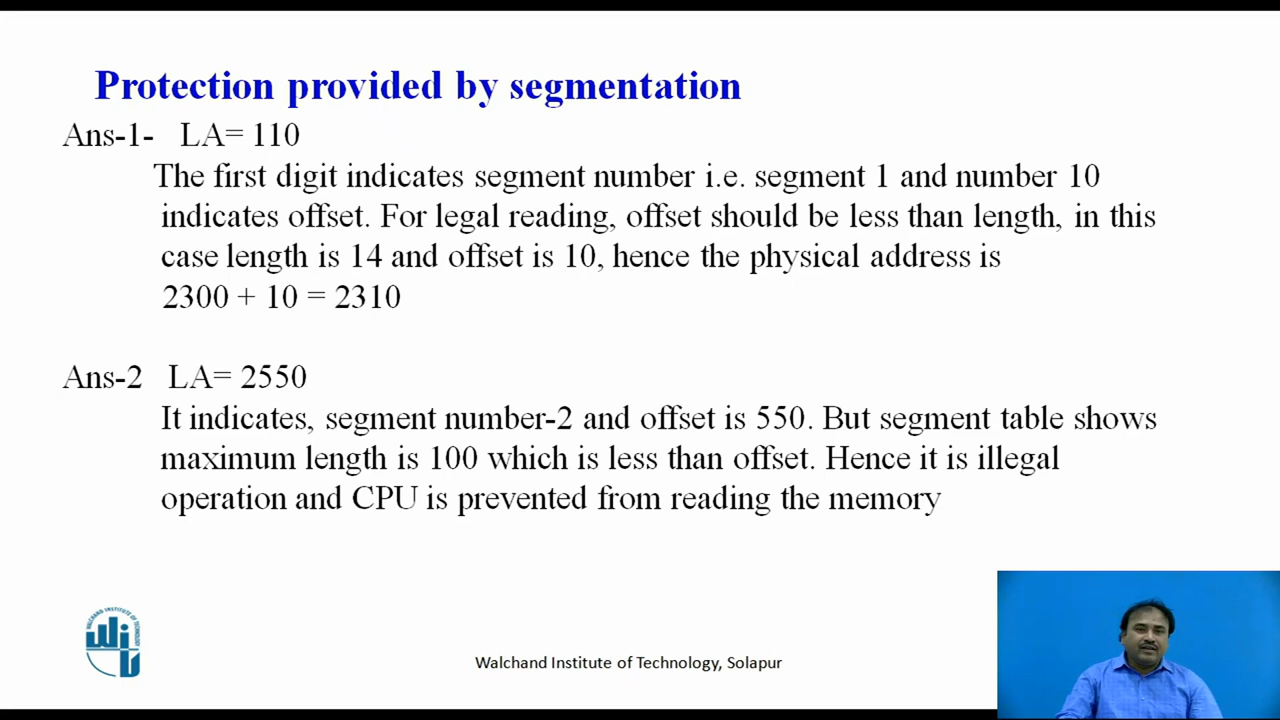 Protection provided by segmentation
Ans-1- LA= 110
The first digit indicates segment number i.e. segment 1 and number 10
indicates offset. For legal reading, offset should be less than length, in this
case length is 14 and offset is 10, hence the physical address is
2300 + 10 = 2310
Ans-2 LA= 2550
It indicates, segment number-2 and offset is 550. But segment table shows
maximum length is 100 which is less than offset. Hence it is illegal
operation and CPU is prevented from reading the memory
WALCHAND INSTITUTE OF TECHNOLOGY
Walchand Institute of Technology, Solapur